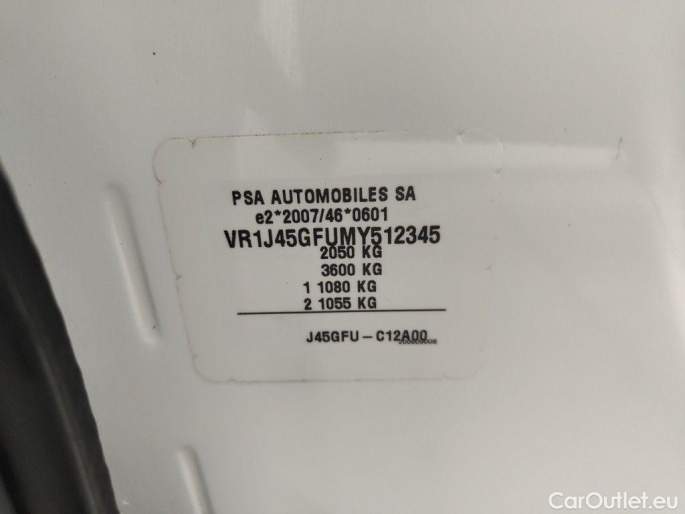 PSA AUTOMOBILES SA
e2*2007/46*0601
VR1J45GFUMY512345
2050 KG
3600 KG
1 1080 KG
2 1055 KG
J45GFU – C12A00
CarOutlet.eu